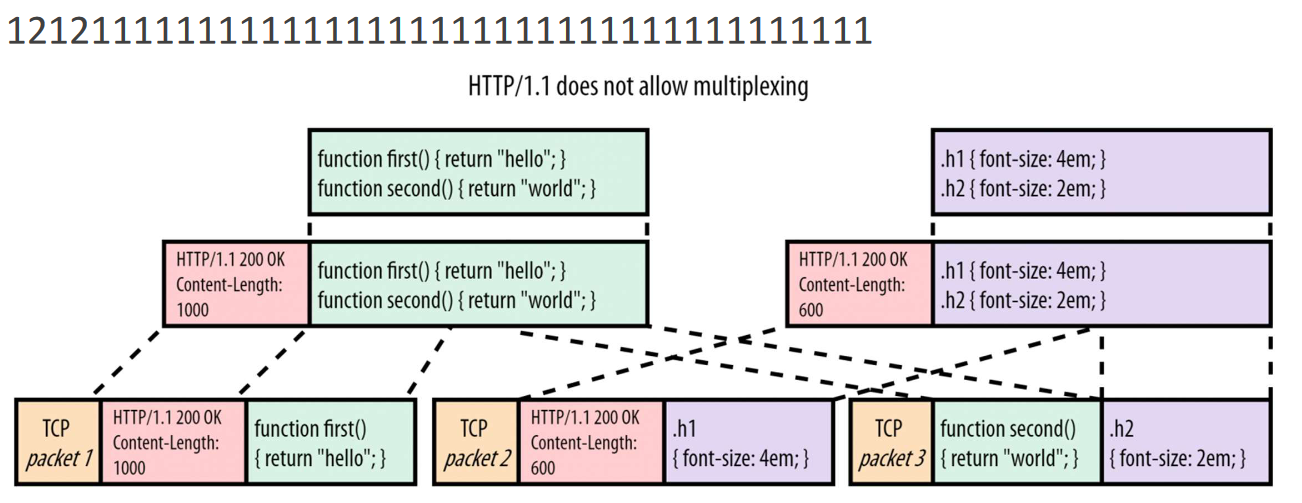 12121111111111111111111111111111111111111
HTTP/1.1 does not allow multiplexing
function first() { return "hello"; }
function second() { return "world"; }
.h1 { font-size: 4em; }
.h2 { font-size: 2em; }
HTTP/1.1 200 OK
Content-Length:
1000
function first() { return "hello"; }
function second() { return "world"; }
HTTP/1.1 200 OK
Content-Length:
600
.h1 { font-size: 4em; }
.h2 { font-size: 2em; }
TCP
packet 1
HTTP/1.1 200 OK
Content-Length:
1000
function first()
{ return "hello"; }
TCP
packet 2
HTTP/1.1 200 OK
Content-Length:
600
.h1
{ font-size: 4em; }
TCP
packet 3
function second()
{ return "world"; }
.h2
{ font-size: 2em; }